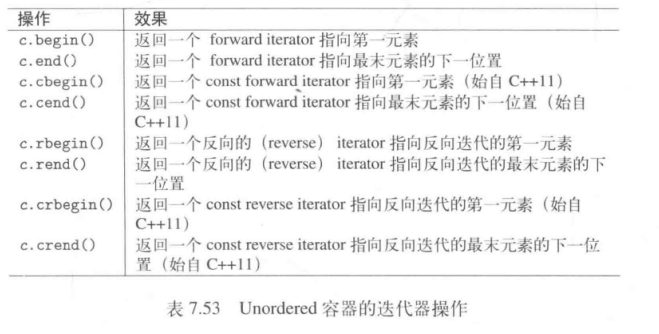 操作 效果
c.begin() 返回一个 forward iterator 指向第一元素
c.end() 返回一个 forward iterator 指向最末元素的下一位置
c.cbegin() 返回一个 const forward iterator 指向第一元素（始自 C++11）
c.cend() 返回一个 const forward iterator 指向最末元素的下一位置（始自
C++11）
c.rbegin() 返回一个反向的（reverse） iterator 指向反向迭代的第一元素
c.rend() 返回一个反向的（reverse） iterator 指向反向迭代的最末元素的下
一位置
c.crbegin() 返回一个 const reverse iterator 指向反向迭代的第一元素（始自
C++11）
c.crend() 返回一个 const reverse iterator 指向反向迭代的最末元素的下一位
置（始自 C++11）
表 7.53 Unordered 容器的迭代器操作